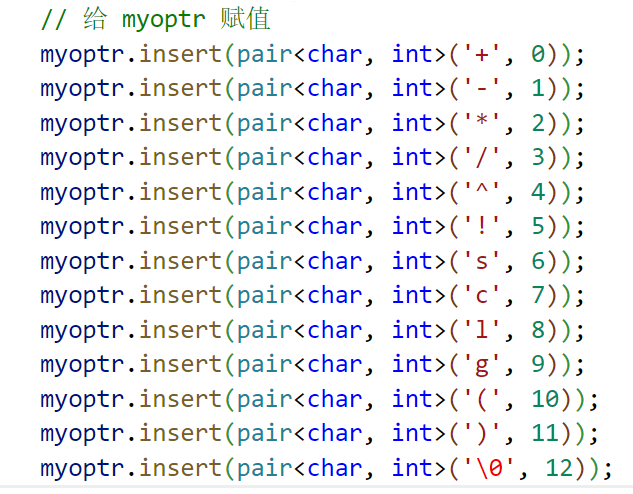 // 给 myoptr 赋值
myoptr.insert(pair<char, int>('+', 0));
myoptr.insert(pair<char, int>('-', 1));
myoptr.insert(pair<char, int>('*', 2));
myoptr.insert(pair<char, int>('/', 3));
myoptr.insert(pair<char, int>('^', 4));
myoptr.insert(pair<char, int>('!', 5));
myoptr.insert(pair<char, int>('s', 6));
myoptr.insert(pair<char, int>('c', 7));
myoptr.insert(pair<char, int>('l', 8));
myoptr.insert(pair<char, int>('g', 9));
myoptr.insert(pair<char, int>('(', 10));
myoptr.insert(pair<char, int>(')', 11));
myoptr.insert(pair<char, int>('\0', 12));